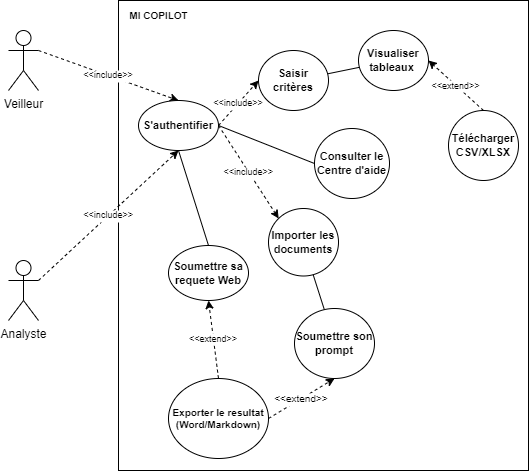 MI COPILOT
Visualiser
tableaux
Saisir
critères
<<include>>
Veilleur
<<include>>
<<extend>>
S'authentifier
Télécharger
CSV/XLSX
Consulter le
Centre d'aide
<<include>>
<<include>>
Importer les
documents
Soumettre sa
requete Web
Analyste
<<extend>>
Soumettre son
prompt
<<extend>>
Exporter le resultat
(Word/Markdown)